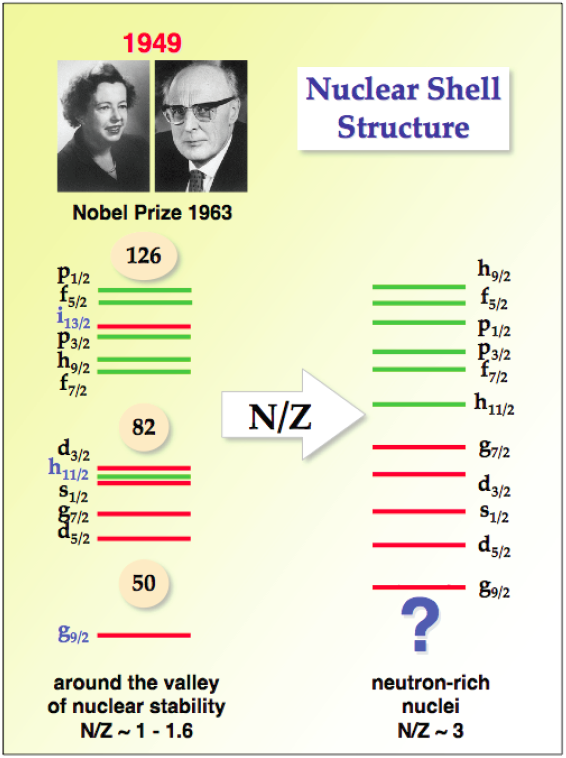 1949
Nuclear Shell
Structure
Nobel Prize 1963
126
p1/2
f5/2
i13/2
p3/2
h9/2
f7/2
82
d3/2
h11/2
s1/2
g7/2
d5/2
50
g9/2
around the valley
of nuclear stability
N/Z ~ 1 - 1.6
N/Z
h9/2
f5/2
p1/2
p3/2
f7/2
h11/2
g7/2
d3/2
s1/2
d5/2
g9/2
?
neutron-rich
nuclei
N/Z ~ 3